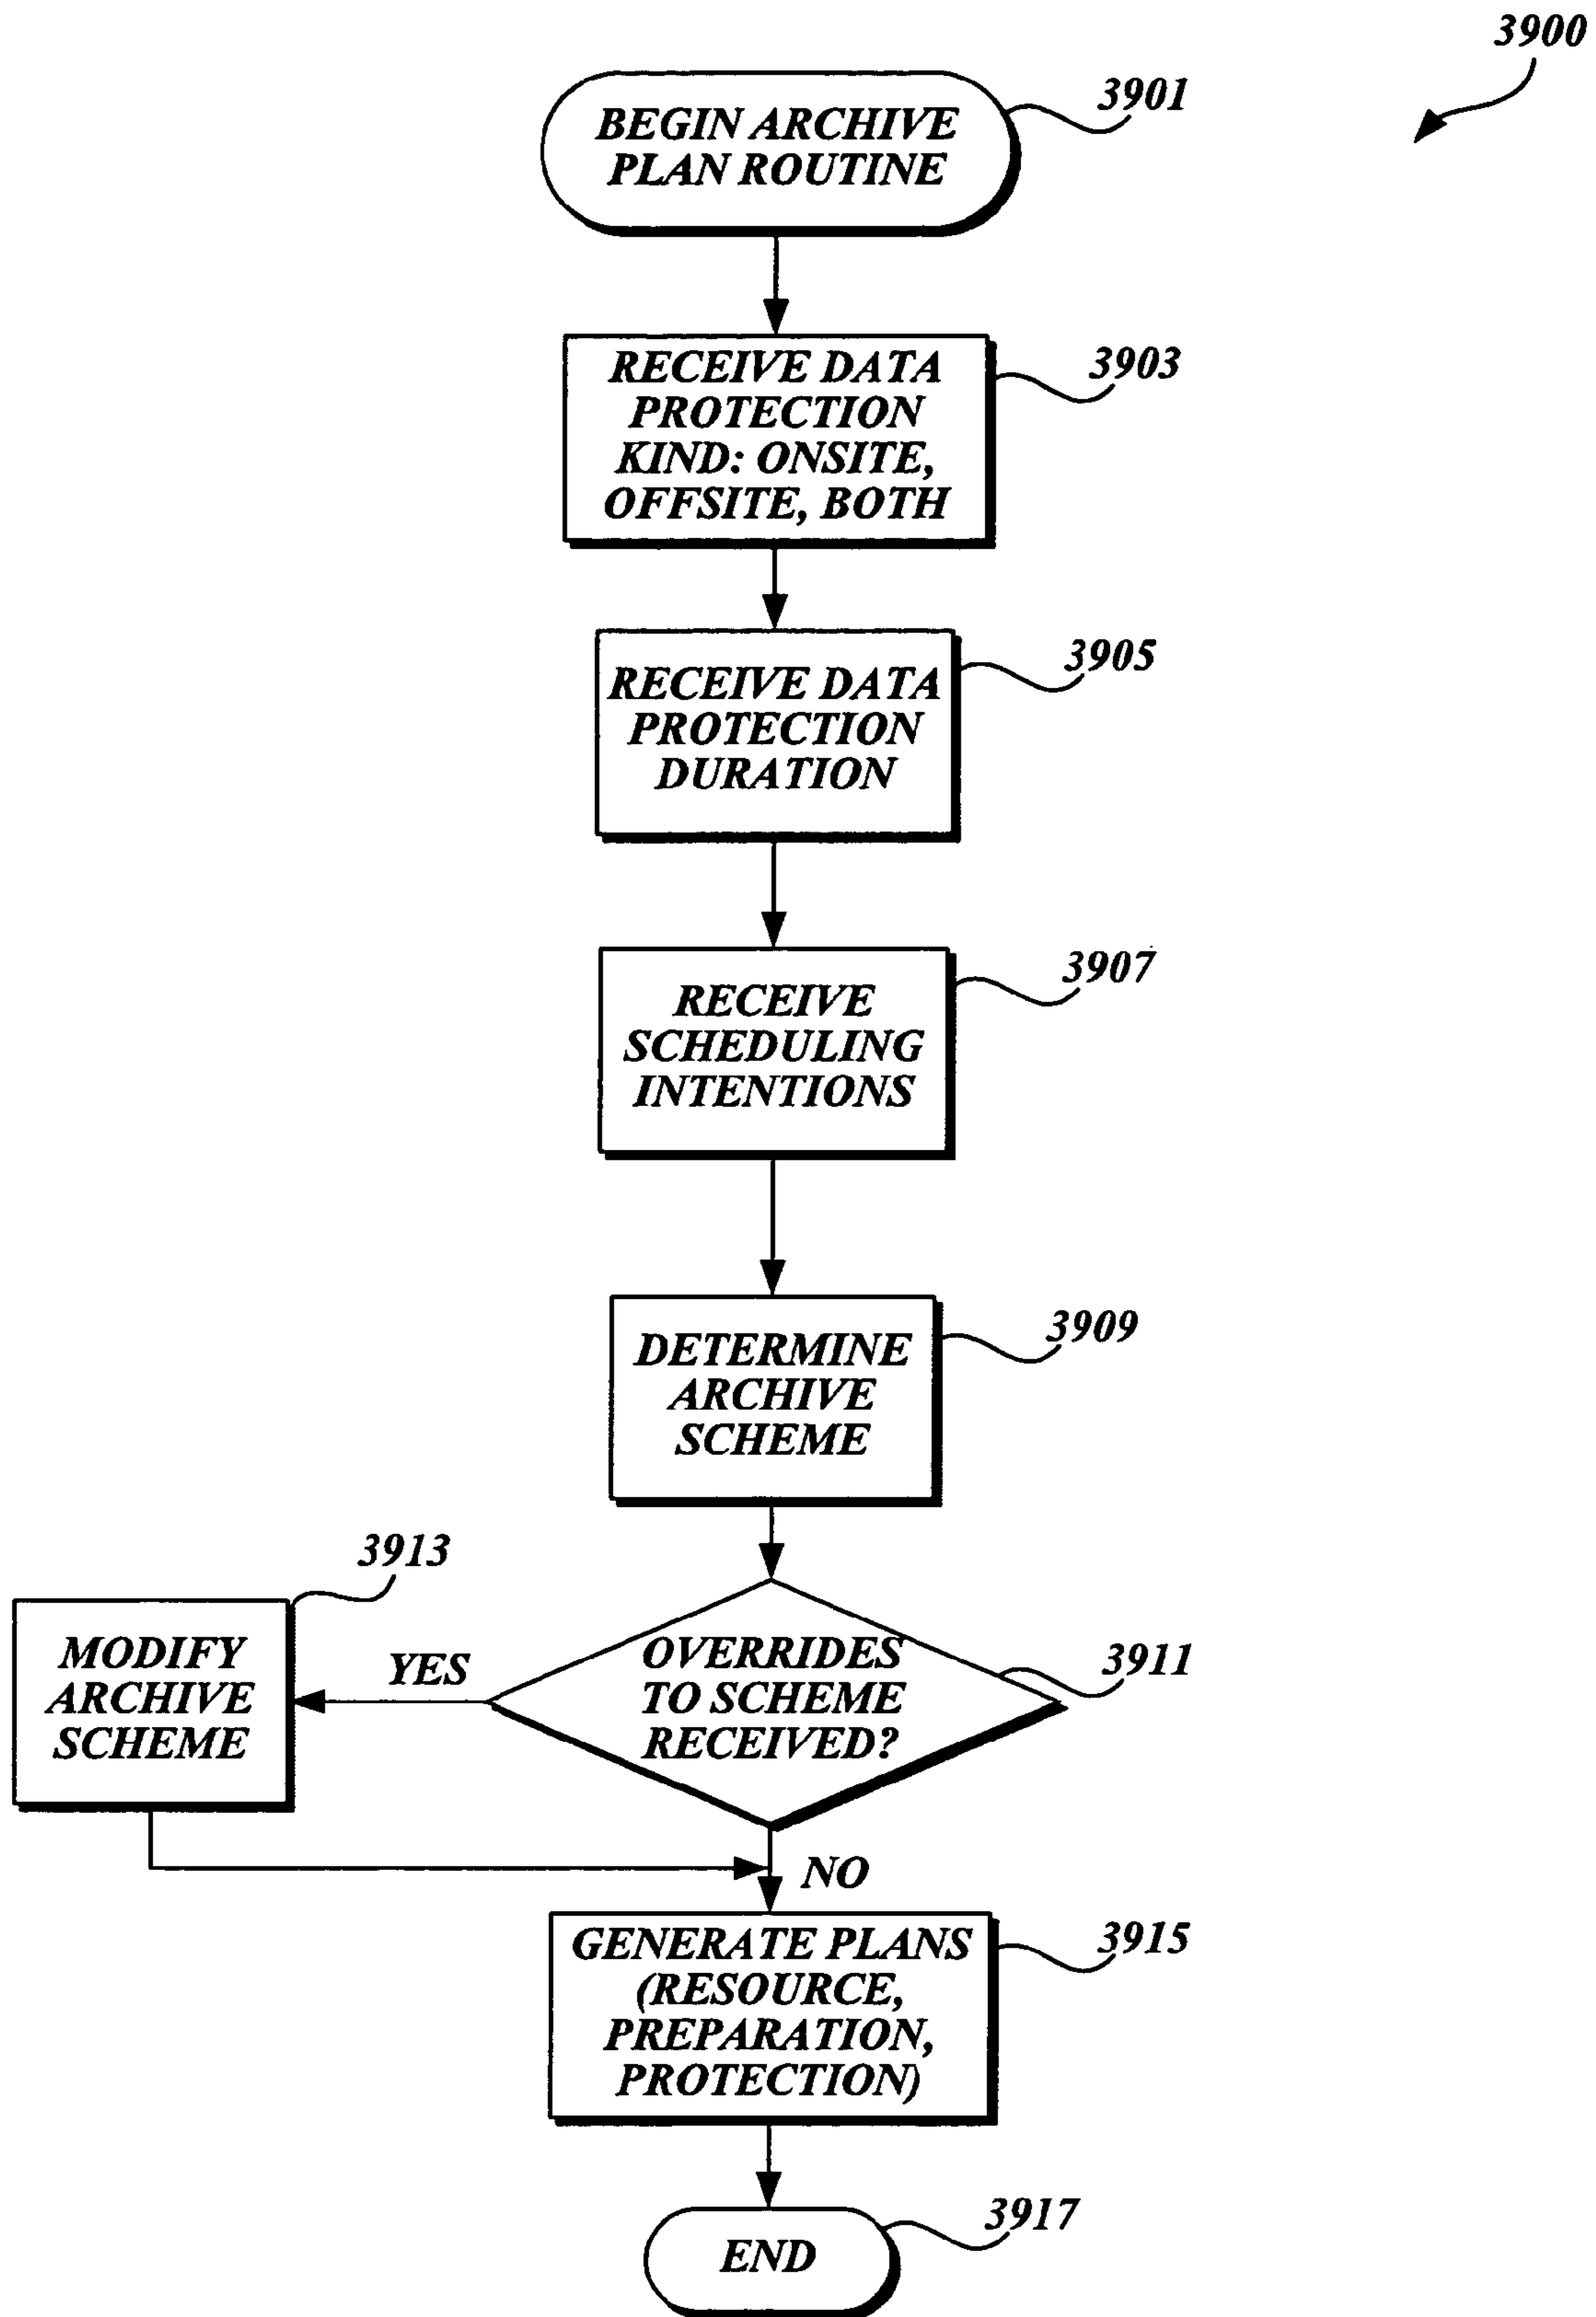 3900
3901
BEGIN ARCHIVE
PLAN ROUTINE
3903
RECEIVE DATA
PROTECTION
KIND: ONSITE,
OFFSITE, BOTH
3905
RECEIVE DATA
PROTECTION
DURATION
3907
RECEIVE
SCHEDULING
INTENTIONS
3909
DETERMINE
ARCHIVE
SCHEME
3913
MODIFY
ARCHIVE
SCHEME
YES
OVERRIDES
TO SCHEME
RECEIVED?
3911
NO
GENERATE PLANS
(RESOURCE,
PREPARATION,
PROTECTION)
3915
3917
END